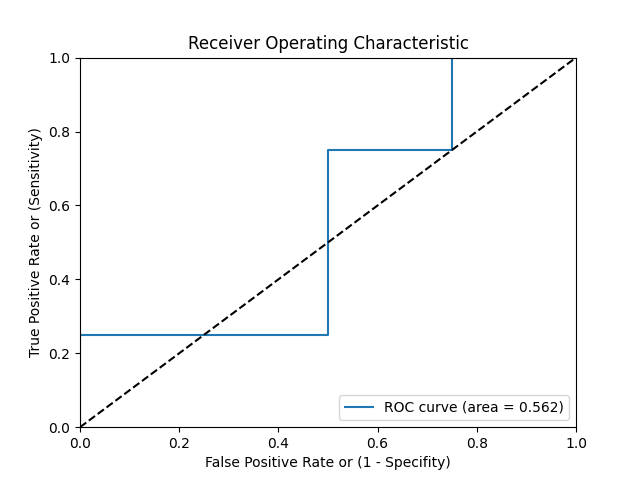 Receiver Operating Characteristic
1.0
0.8
0.6
0.4
0.2
0.0
True Positive Rate or (Sensitivity)
ROC curve (area = 0.562)
0.0 0.2 0.4 0.6 0.8 1.0
False Positive Rate or (1 - Specifity)